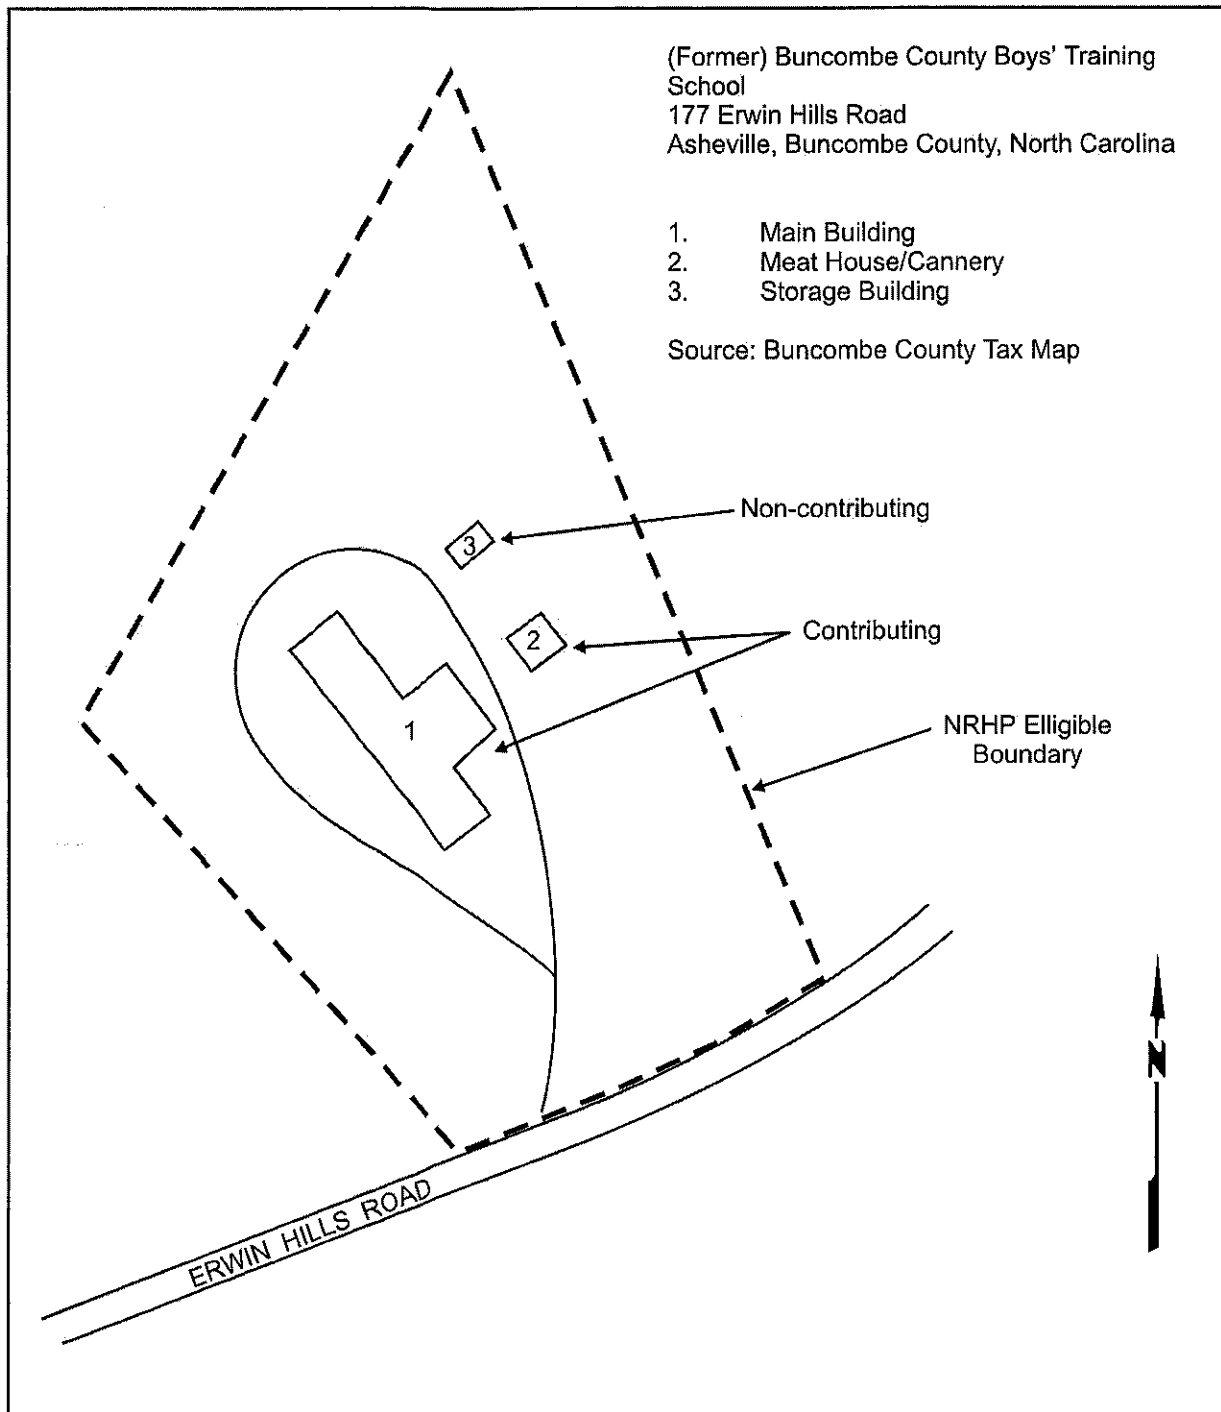 (Former) Buncombe County Boys' Training
School
177 Erwin Hills Road
Asheville, Buncombe County, North Carolina
1. Main Building
2. Meat House/Cannery
3. Storage Building
Source: Buncombe County Tax Map
Non-contributing
3
2
Contributing
1
NRHP Elligible
Boundary
N
ERWIN HILLS ROAD